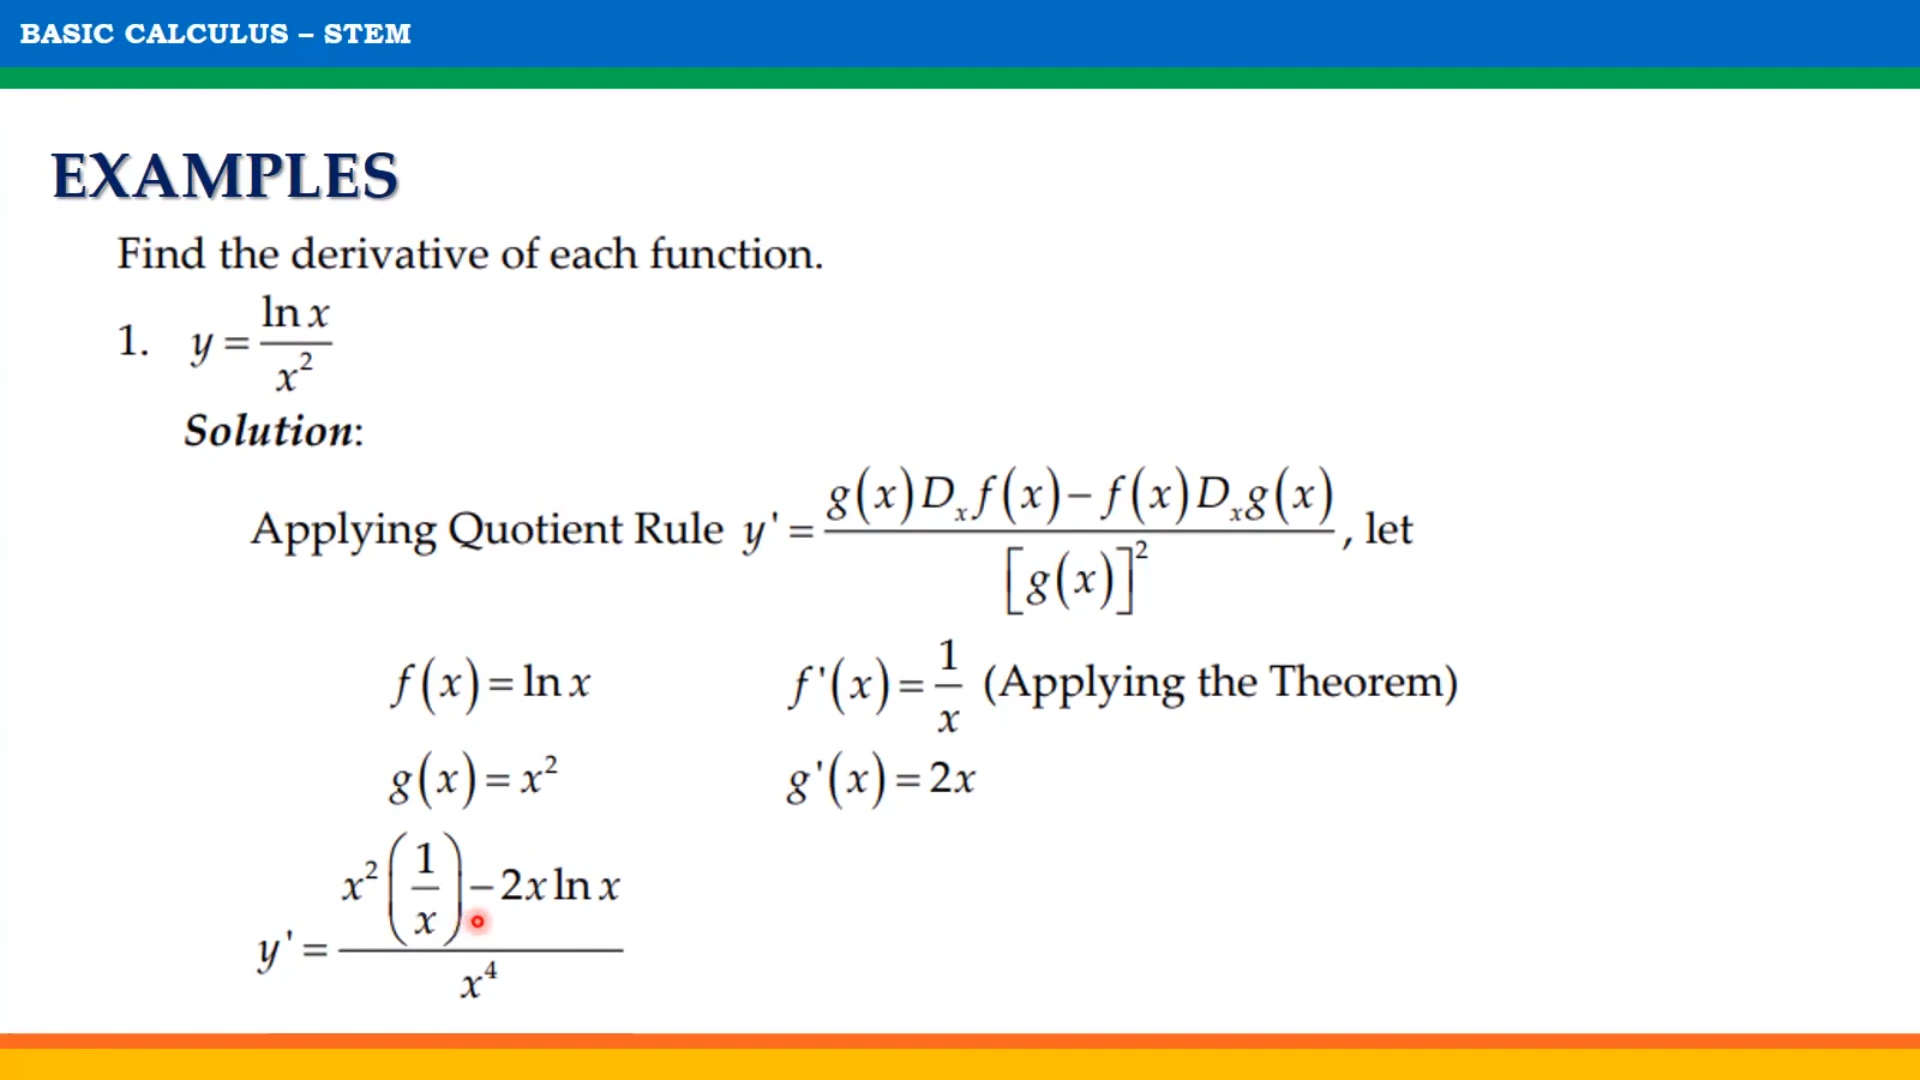 BASIC CALCULUS – STEM
EXAMPLES
Find the derivative of each function.
1. y = ln x / x²
Solution:
Applying Quotient Rule y' = g(x)Dₓf(x) − f(x)Dₓg(x) / [g(x)]², let
f(x) = ln x f'(x) = 1/x (Applying the Theorem)
g(x) = x² g'(x) = 2x
y' = x²(1/x) − 2x ln x / x⁴